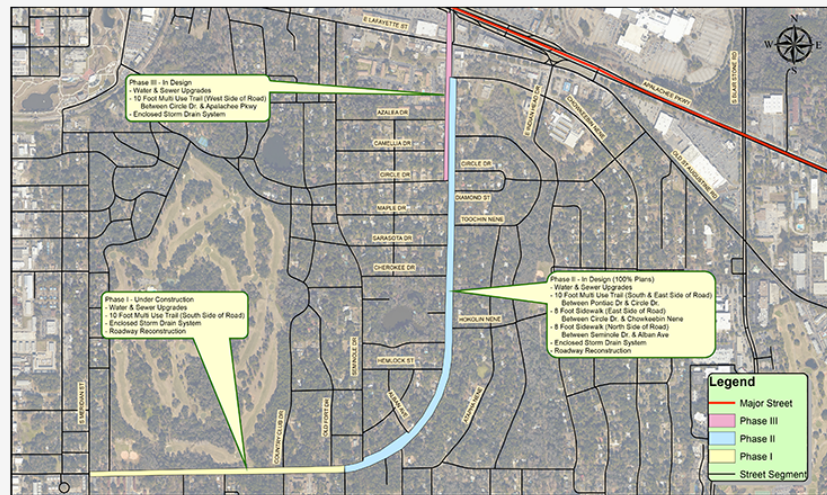 N
W E
S
E LAFAYETTE ST
S BLAIR STONE RD
APALACHEE PKWY
Phase III - In Design
- Water & Sewer Upgrades
- 10 Foot Multi Use Trail (West Side of Road)
Between Circle Dr. & Apalachee Pkwy
- Enclosed Storm Drain System
E INDIAN HEAD DR
CHOWKEEBIN NENE
AZALEA DR
CAMELLIA DR
OLD ST AUGUSTINE RD
CIRCLE DR
CIRCLE DR
DIAMOND ST
MAPLE DR
TOOCHIN NENE
SARASOTA DR
CHEROKEE DR
Phase I - Under Construction
- Water & Sewer Upgrades
- 10 Foot Multi Use Trail (South Side of Road)
- Enclosed Storm Drain System
- Roadway Reconstruction
Phase II - In Design (100% Plans)
- Water & Sewer Upgrades
- 10 Foot Multi Use Trail (South & East Side of Road)
Between Pontiac Dr & Circle Dr.
- 8 Foot Sidewalk (East Side of Road)
Between Circle Dr. & Chowkeebin Nene
- 8 Foot Sidewalk (North Side of Road)
Between Seminole Dr. & Alban Ave
- Enclosed Storm Drain System
- Roadway Reconstruction
HOKOLIN NENE
SEMINOLE DR
HEMLOCK ST
S MERIDIAN ST
ALBAN AVE
ATAPHA NENE
OLD FORT DR
COUNTRY CLUB DR
Legend
Major Street
Phase III
Phase II
Phase I
Street Segment